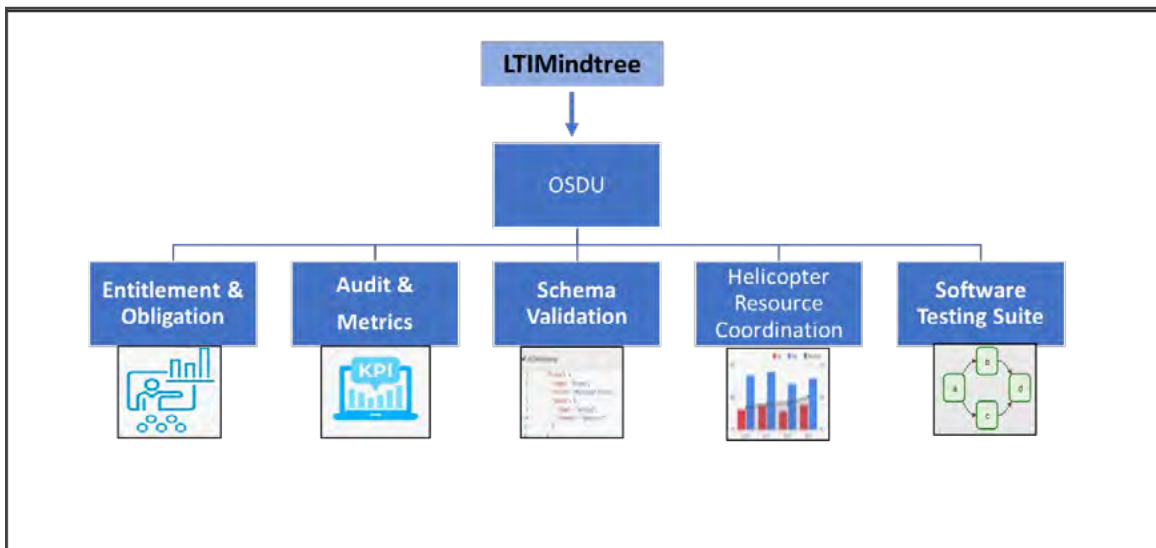 LTIMindtree
OSDU
Entitlement &
Obligation
Audit &
Metrics
Schema
Validation
Helicopter
Resource
Coordination
Software
Testing Suite
KPI
b
a
d
c